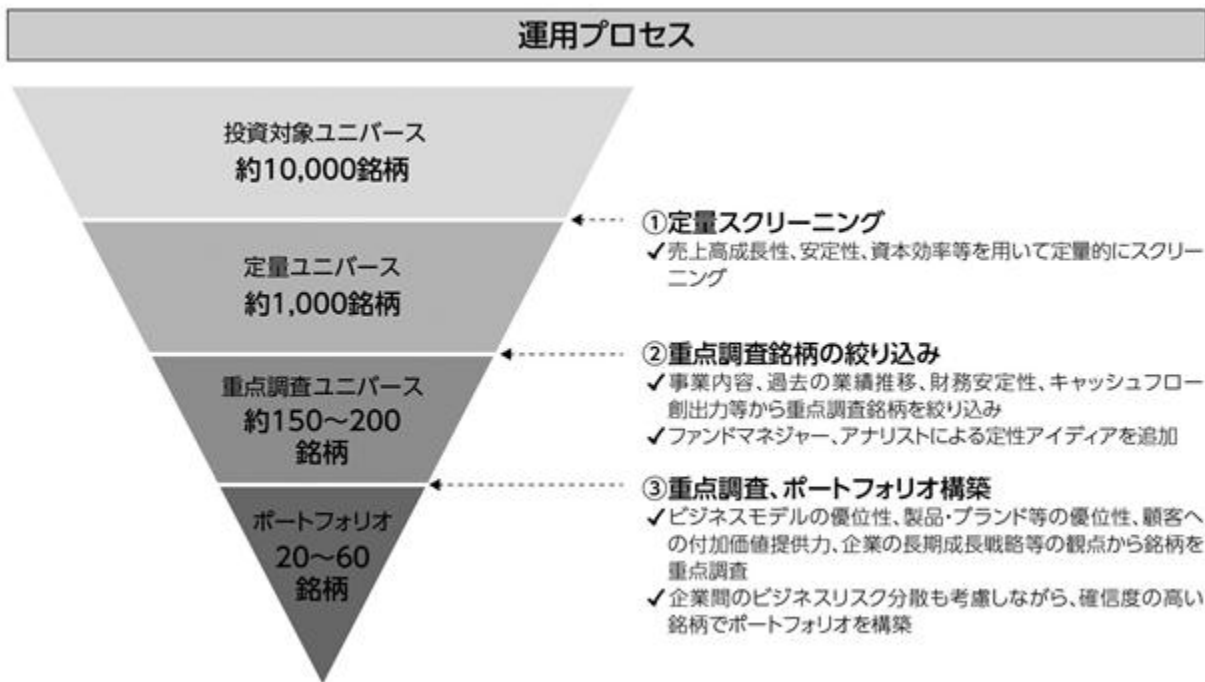 運用プロセス
投資対象ユニバース
約10,000銘柄
定量ユニバース
約1,000銘柄
重点調査ユニバース
約150〜200
銘柄
ポートフォリオ
20〜60
銘柄
①定量スクリーニング
✓売上高成長性、安定性、資本効率等を用いて定量的にスクリー
ニング
②重点調査銘柄の絞り込み
✓事業内容、過去の業績推移、財務安定性、キャッシュフロー
創出力等から重点調査銘柄を絞り込み
✓ファンドマネジャー、アナリストによる定性アイディアを追加
③重点調査、ポートフォリオ構築
✓ビジネスモデルの優位性、製品・ブランド等の優位性、顧客へ
の付加価値提供力、企業の長期成長戦略等の観点から銘柄を
重点調査
✓企業間のビジネスリスク分散も考慮しながら、確信度の高い
銘柄でポートフォリオを構築